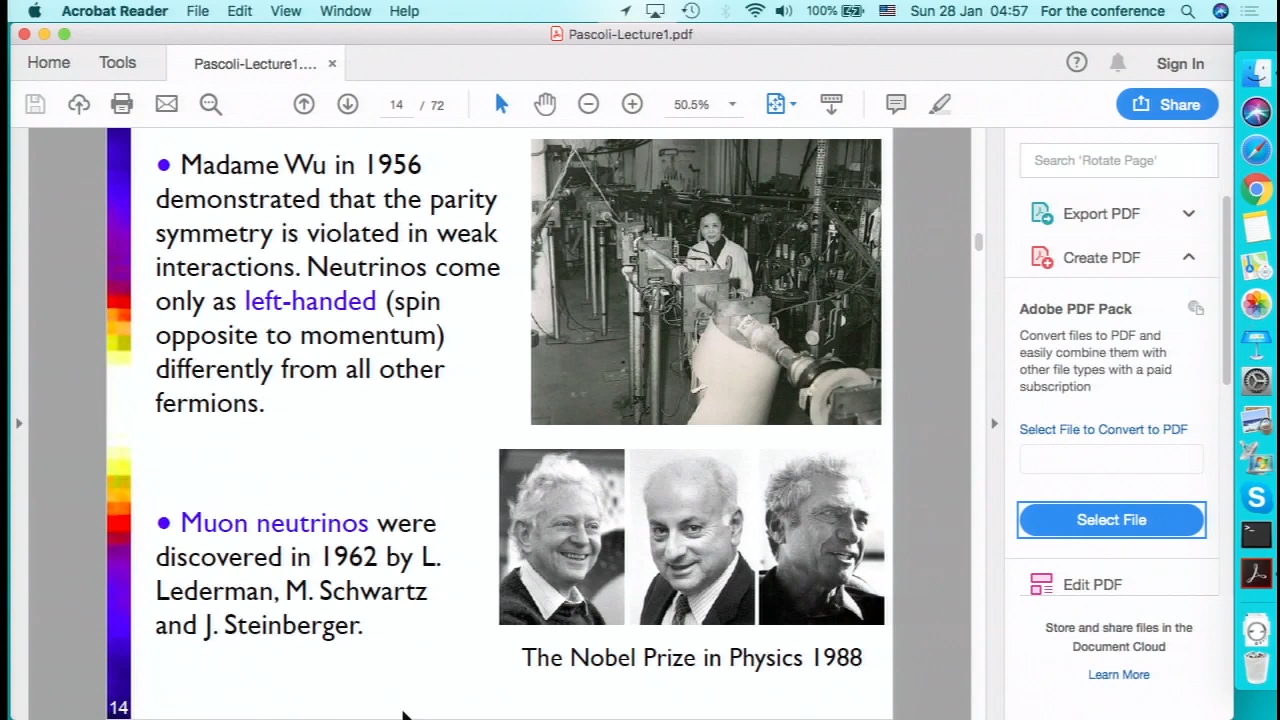 Acrobat Reader File Edit View Window Help 100% Sun 28 Jan 04:57 For the conference
Pascoli-Lecture1.pdf
Home Tools Pascoli-Lecture1.... × Sign In
14 / 72 50.5% Share
• Madame Wu in 1956
demonstrated that the parity
symmetry is violated in weak
interactions. Neutrinos come
only as left-handed (spin
opposite to momentum)
differently from all other
fermions.
• Muon neutrinos were
discovered in 1962 by L.
Lederman, M. Schwartz
and J. Steinberger.
The Nobel Prize in Physics 1988
14
Search 'Rotate Page'
Export PDF
Create PDF
Adobe PDF Pack
Convert files to PDF and
easily combine them with
other file types with a paid
subscription
Select File to Convert to PDF
Select File
Edit PDF
Store and share files in the
Document Cloud
Learn More